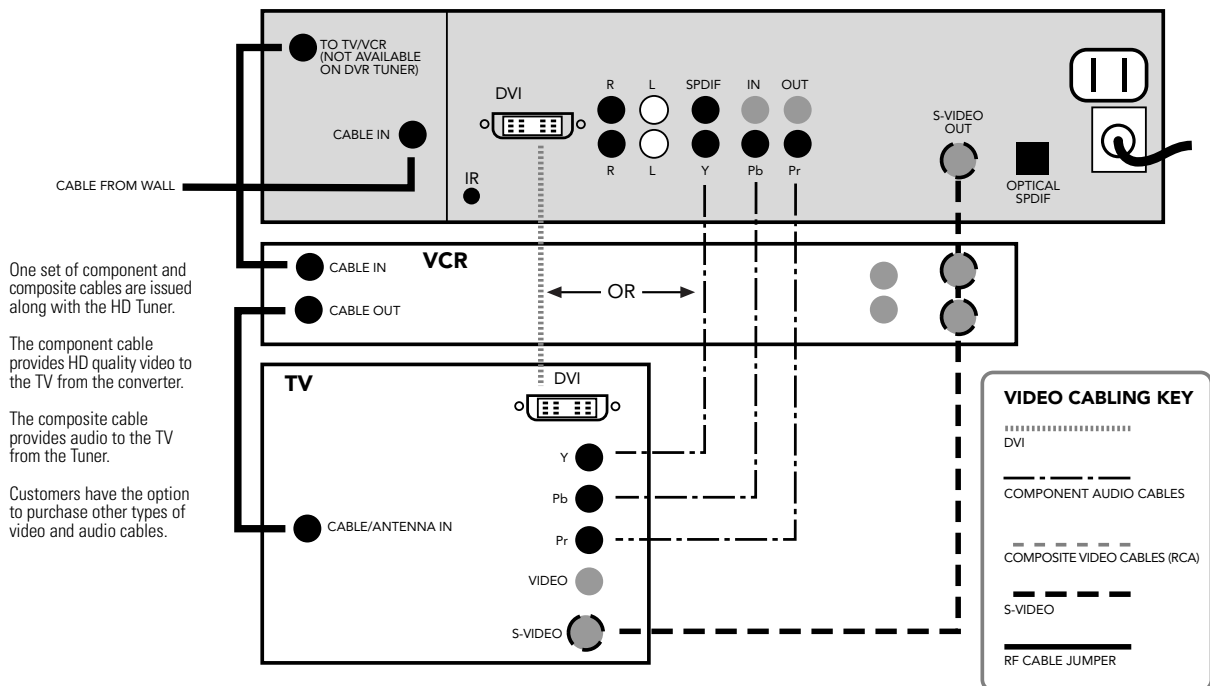 TO TV/VCR
(NOT AVAILABLE
ON DVR TUNER)
CABLE IN
CABLE FROM WALL
DVI
IR
R L SPDIF IN OUT
R L Y Pb Pr
S-VIDEO
OUT
OPTICAL
SPDIF
VCR
CABLE IN
CABLE OUT
OR
One set of component and
composite cables are issued
along with the HD Tuner.
The component cable
provides HD quality video to
the TV from the converter.
The composite cable
provides audio to the TV
from the Tuner.
Customers have the option
to purchase other types of
video and audio cables.
TV
DVI
Y
Pb
Pr
VIDEO
S-VIDEO
CABLE/ANTENNA IN
VIDEO CABLING KEY
DVI
COMPONENT AUDIO CABLES
COMPOSITE VIDEO CABLES (RCA)
S-VIDEO
RF CABLE JUMPER